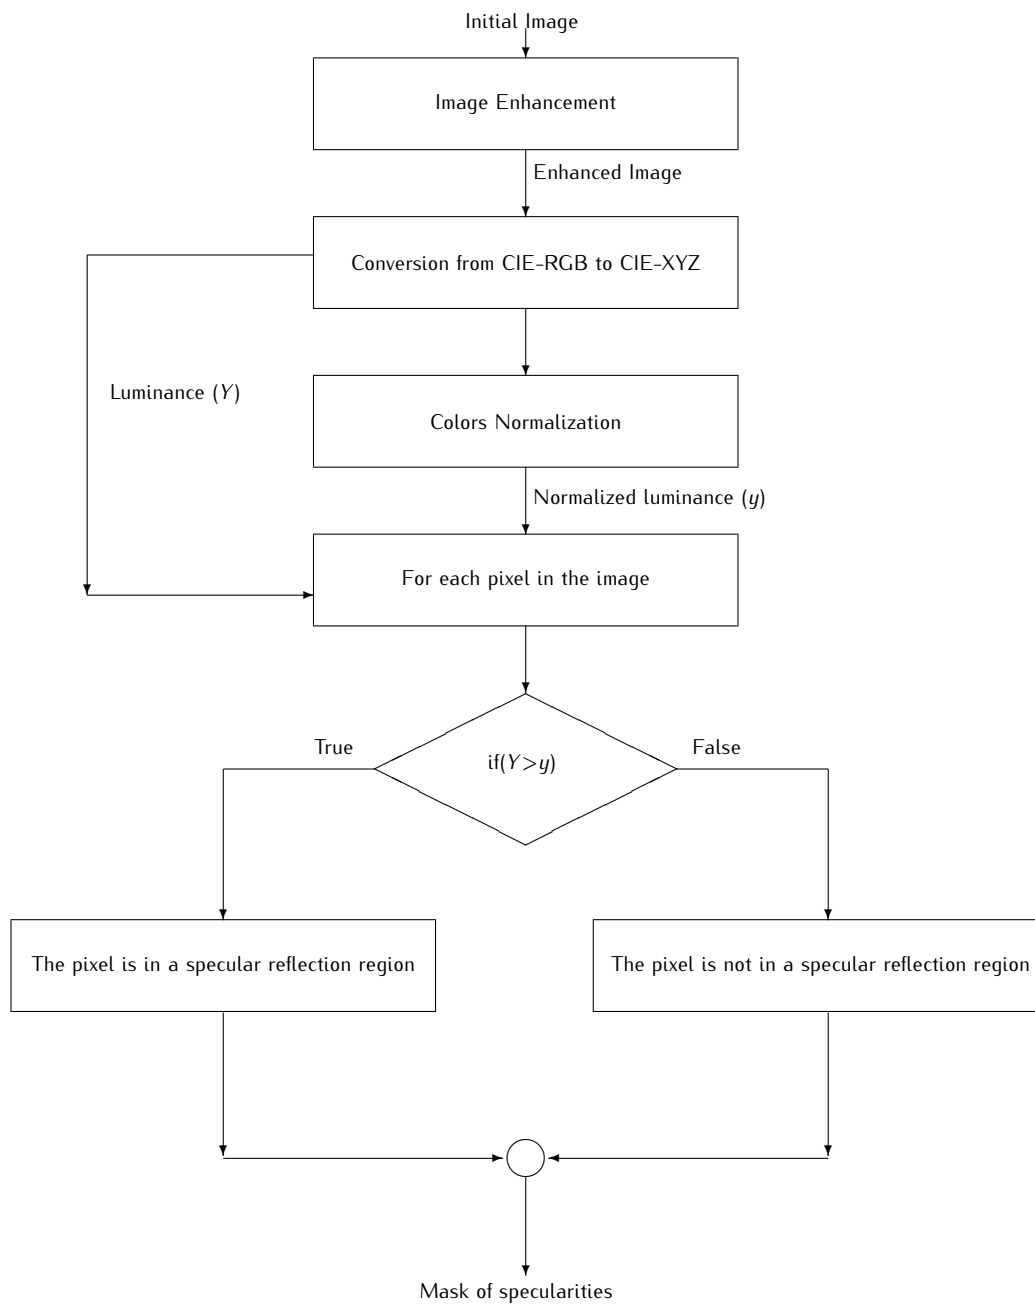 Initial Image
Image Enhancement
Enhanced Image
Conversion from CIE-RGB to CIE-XYZ
Luminance (Y)
Colors Normalization
Normalized luminance (y)
For each pixel in the image
True
if(Y>y)
False
The pixel is in a specular reflection region
The pixel is not in a specular reflection region
Mask of specularities